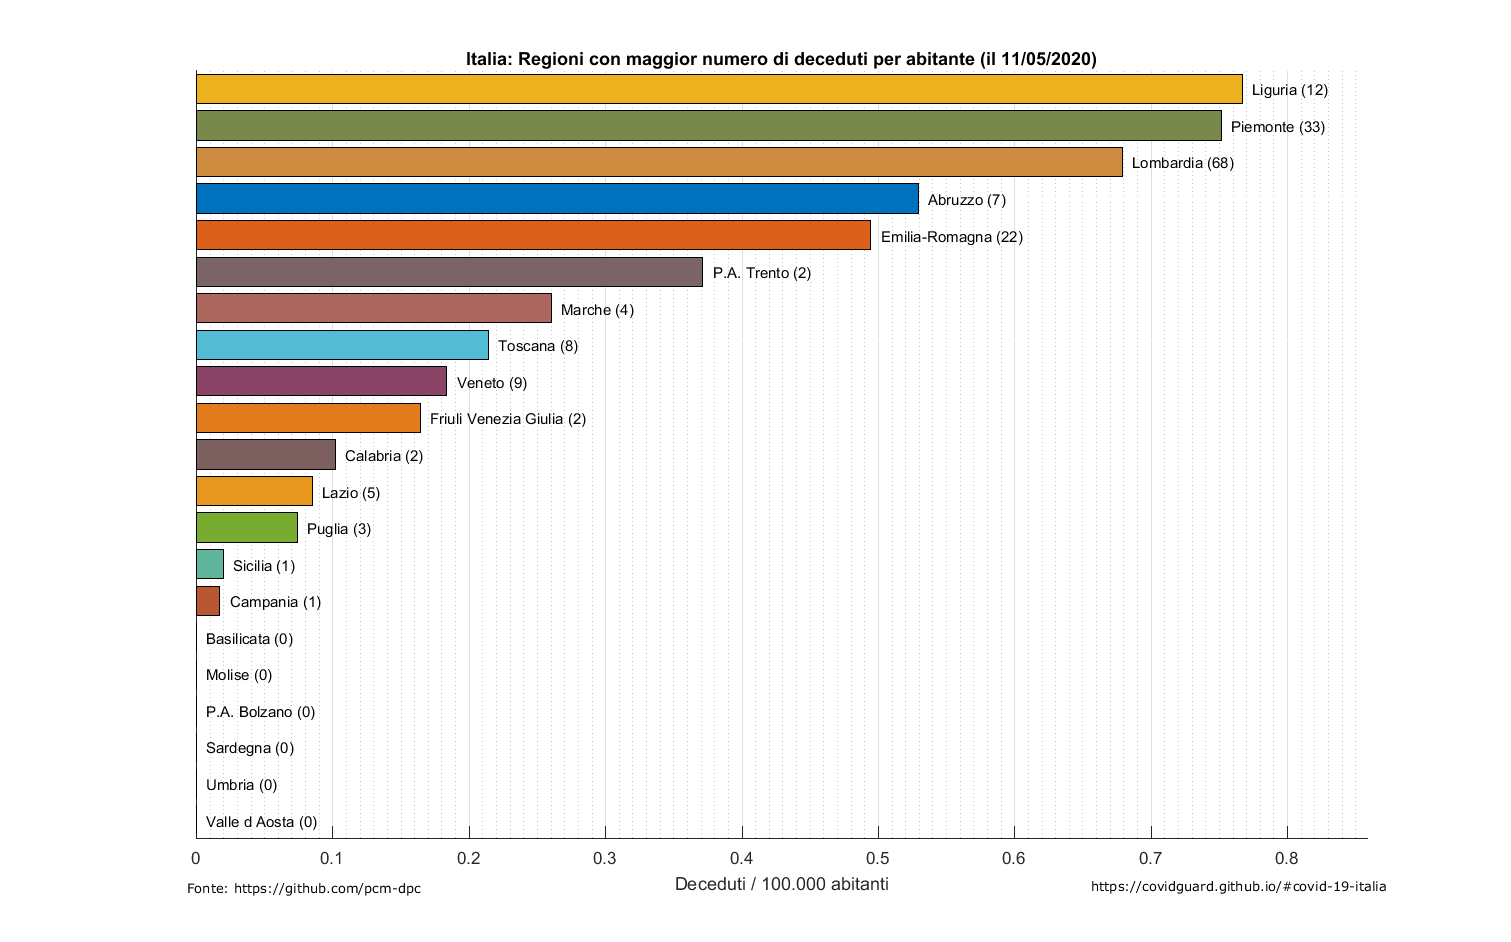 Italia: Regioni con maggior numero di deceduti per abitante (il 11/05/2020)
Liguria (12)
Piemonte (33)
Lombardia (68)
Abruzzo (7)
Emilia-Romagna (22)
P.A. Trento (2)
Marche (4)
Toscana (8)
Veneto (9)
Friuli Venezia Giulia (2)
Calabria (2)
Lazio (5)
Puglia (3)
Sicilia (1)
Campania (1)
Basilicata (0)
Molise (0)
P.A. Bolzano (0)
Sardegna (0)
Umbria (0)
Valle d Aosta (0)
0 0.1 0.2 0.3 0.4 0.5 0.6 0.7 0.8
Deceduti / 100.000 abitanti
Fonte: https://github.com/pcm-dpc
https://covidguard.github.io/#covid-19-italia